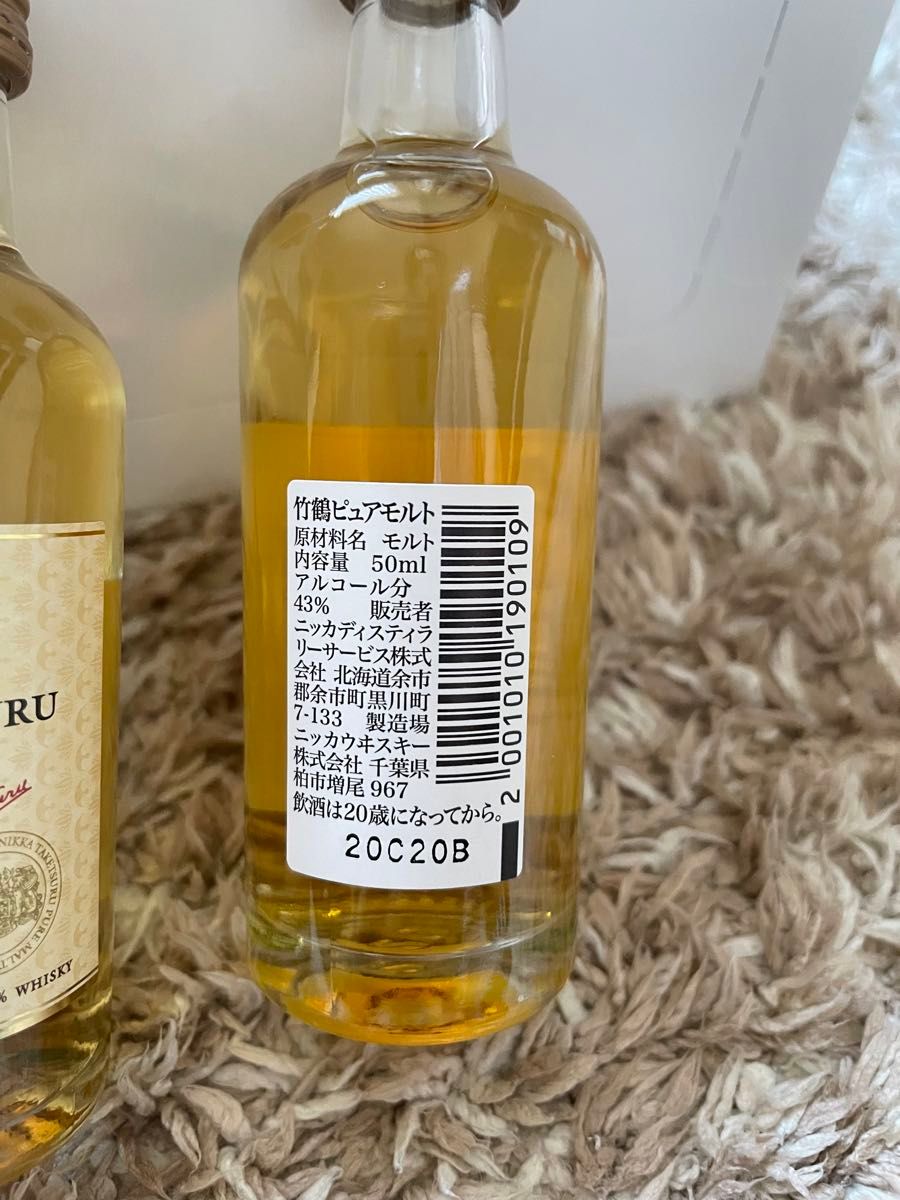 竹鶴ピュアモルト
原材料名 モルト
内容量 50ml
アルコール分
43% 販売者
ニッカディスティラ
リーサービス株式
会社 北海道余市
郡余市町黒川町
7-133 製造場
ニッカウヰスキー
株式会社 千葉県
柏市増尾 967
飲酒は20歳になってから。
20C20B
2001010190109
URU
NIKKA TAKETSURU PURE MALT
% WHISKY